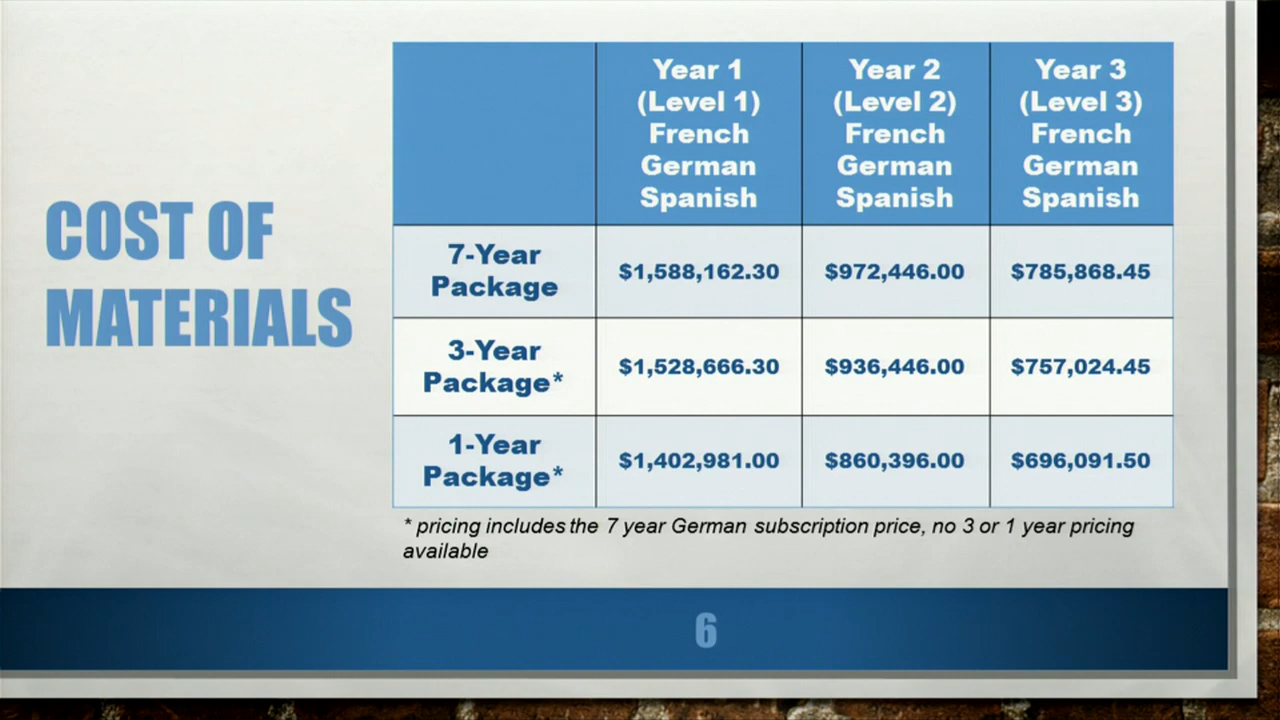 COST OF
MATERIALS
Year 1
(Level 1)
French
German
Spanish
Year 2
(Level 2)
French
German
Spanish
Year 3
(Level 3)
French
German
Spanish
7-Year
Package
$1,588,162.30
$972,446.00
$785,868.45
3-Year
Package*
$1,528,666.30
$936,446.00
$757,024.45
1-Year
Package*
$1,402,981.00
$860,396.00
$696,091.50
* pricing includes the 7 year German subscription price, no 3 or 1 year pricing
available
6